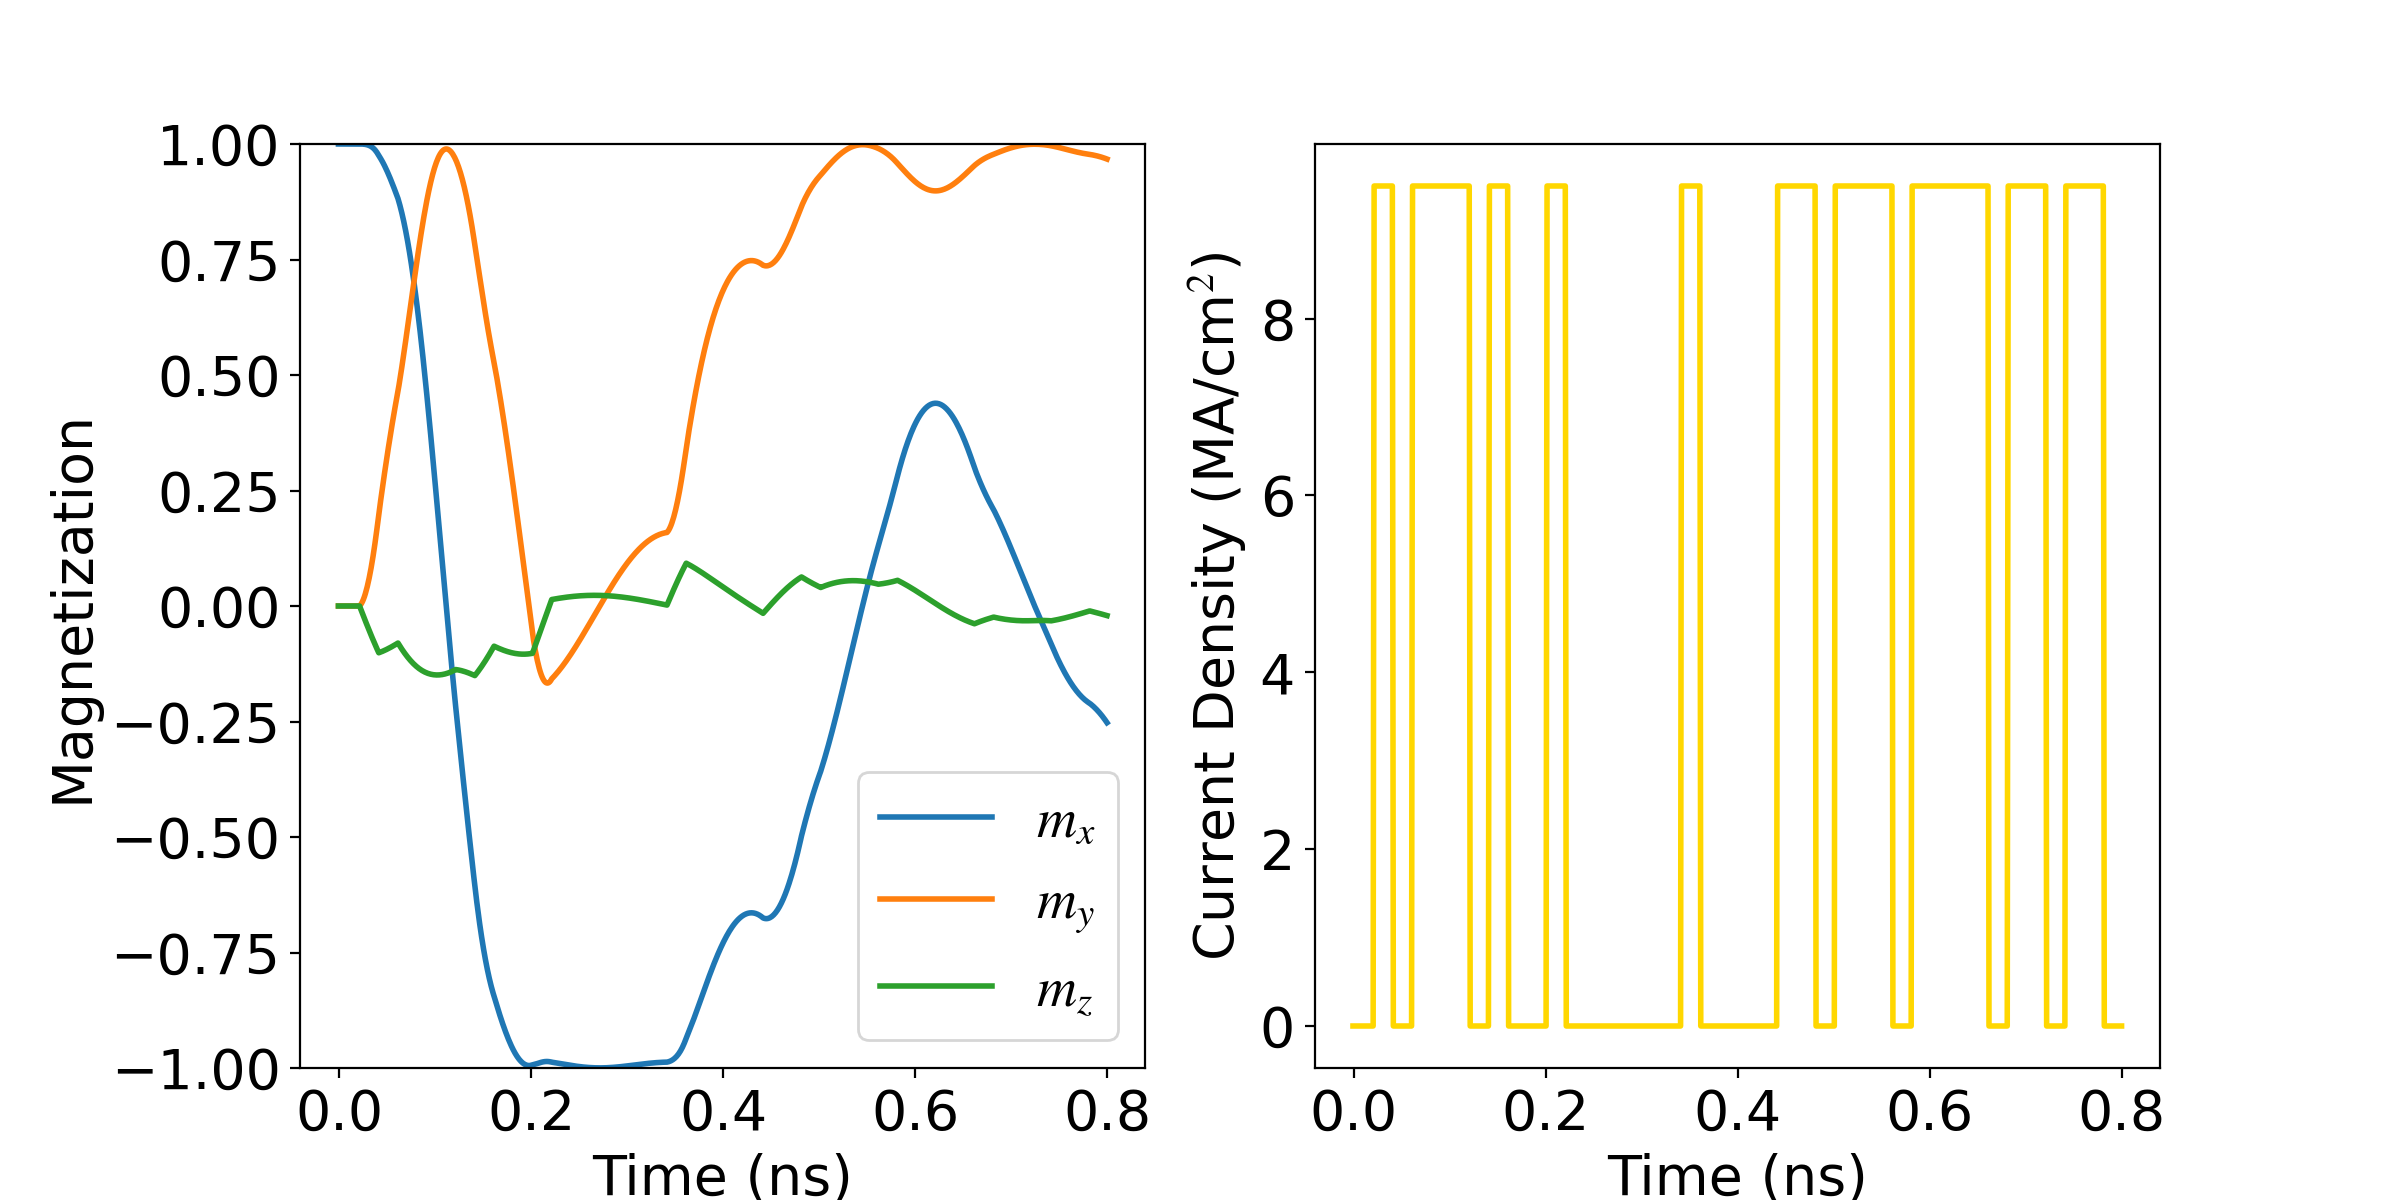 Magnetization
1.00
0.75
0.50
0.25
0.00
−0.25
−0.50
−0.75
−1.00
0.0 0.2 0.4 0.6 0.8
Time (ns)
m_x
m_y
m_z
Current Density (MA/cm²)
8
6
4
2
0
0.0 0.2 0.4 0.6 0.8
Time (ns)